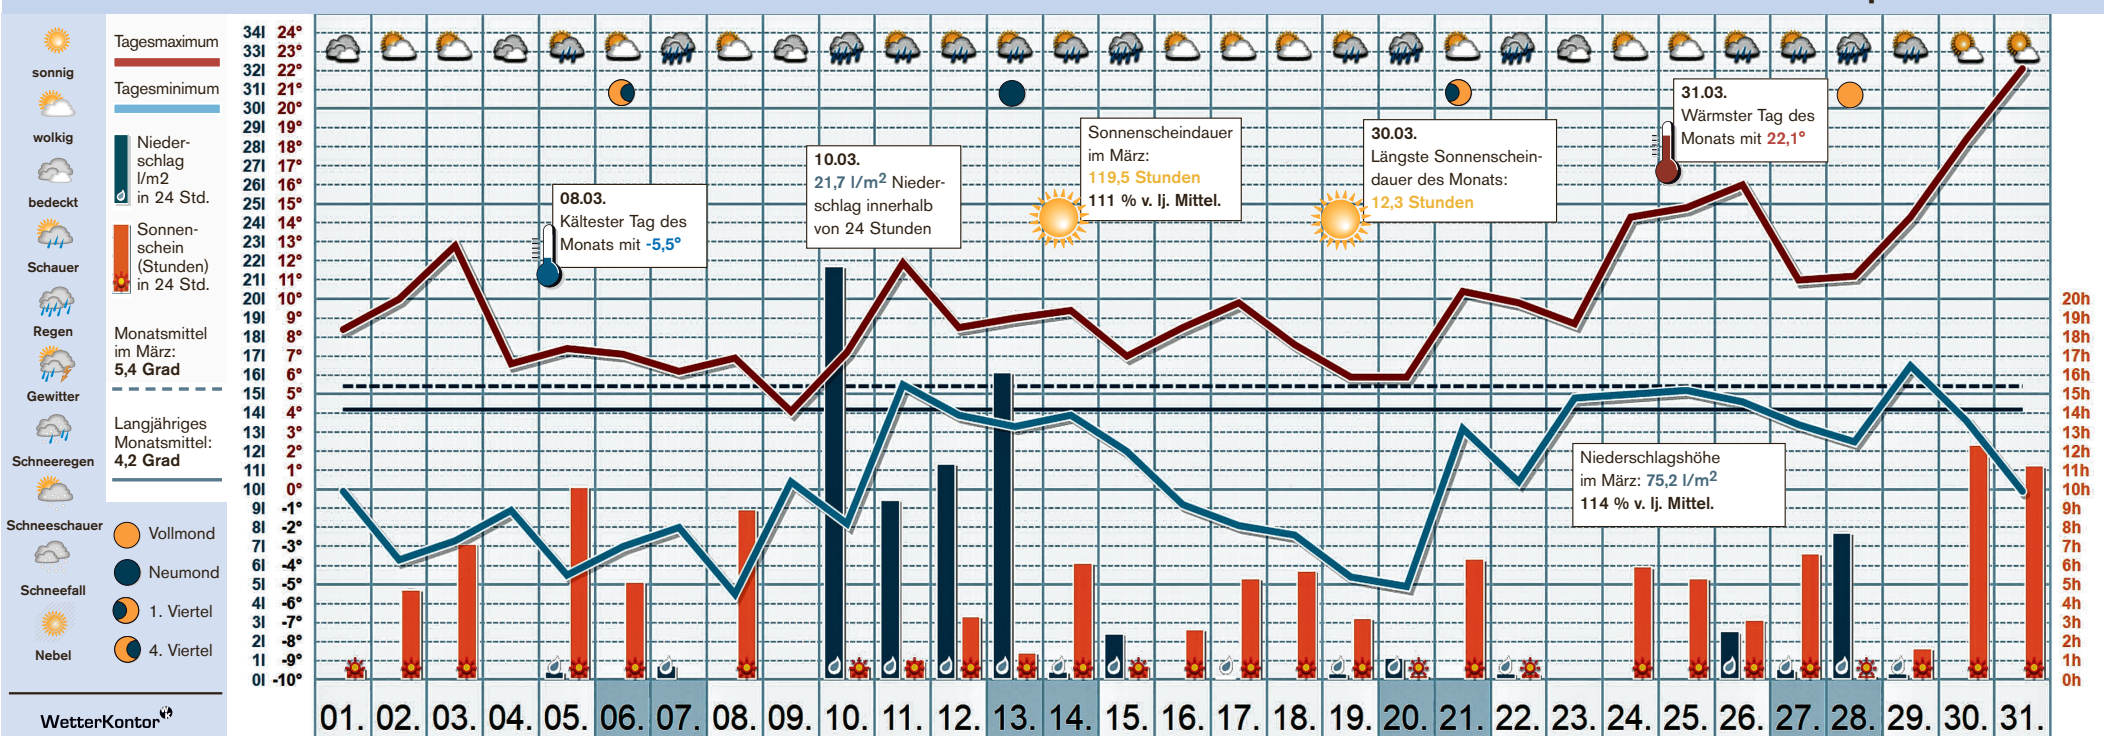 sonnig
wolkig
bedeckt
Schauer
Regen
Gewitter
Schneeregen
Schneeschauer
Schneefall
Nebel
WetterKontor
Tagesmaximum
Tagesminimum
Nieder-
schlag
l/m2
in 24 Std.
Sonnen-
schein
(Stunden)
in 24 Std.
Monatsmittel
im März:
5,4 Grad
Langjähriges
Monatsmittel:
4,2 Grad
Vollmond
Neumond
1. Viertel
4. Viertel
34l 24°
33l 23°
32l 22°
31l 21°
30l 20°
29l 19°
28l 18°
27l 17°
26l 16°
25l 15°
24l 14°
23l 13°
22l 12°
21l 11°
20l 10°
19l 9°
18l 8°
17l 7°
16l 6°
15l 5°
14l 4°
13l 3°
12l 2°
11l 1°
10l 0°
9l -1°
8l -2°
7l -3°
6l -4°
5l -5°
4l -6°
3l -7°
2l -8°
1l -9°
0l -10°
08.03.
Kältester Tag des
Monats mit -5,5°
10.03.
21,7 l/m² Nieder-
schlag innerhalb
von 24 Stunden
Sonnenscheindauer
im März:
119,5 Stunden
111 % v. lj. Mittel.
30.03.
Längste Sonnenschein-
dauer des Monats:
12,3 Stunden
31.03.
Wärmster Tag des
Monats mit 22,1°
Niederschlagshöhe
im März: 75,2 l/m²
114 % v. lj. Mittel.
20h
19h
18h
17h
16h
15h
14h
13h
12h
11h
10h
9h
8h
7h
6h
5h
4h
3h
2h
1h
0h
01. 02. 03. 04. 05. 06. 07. 08. 09. 10. 11. 12. 13. 14. 15. 16. 17. 18. 19. 20. 21. 22. 23. 24. 25. 26. 27. 28. 29. 30. 31.